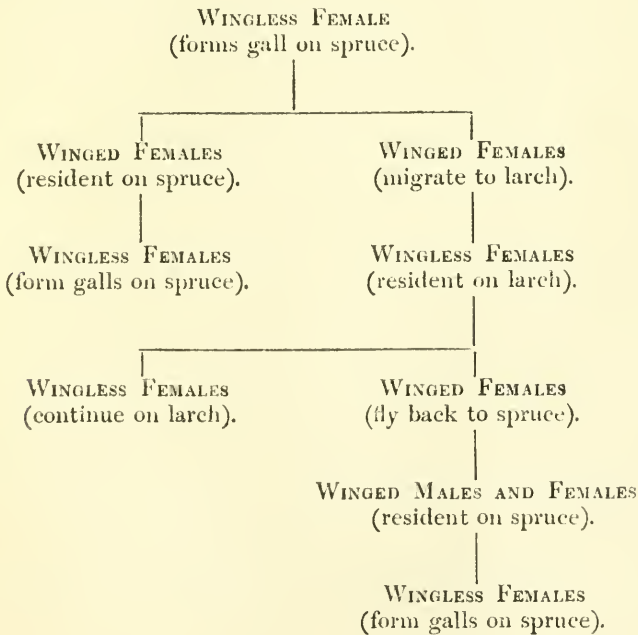 Wingless Female
(forms gall on spruce).
Winged Females
(resident on spruce).
Winged Females
(migrate to larch).
Wingless Females
(form galls on spruce).
Wingless Females
(resident on larch).
Wingless Females
(continue on larch).
Winged Females
(fly back to spruce).
Winged Males and Females
(resident on spruce).
Wingless Females
(form galls on spruce).